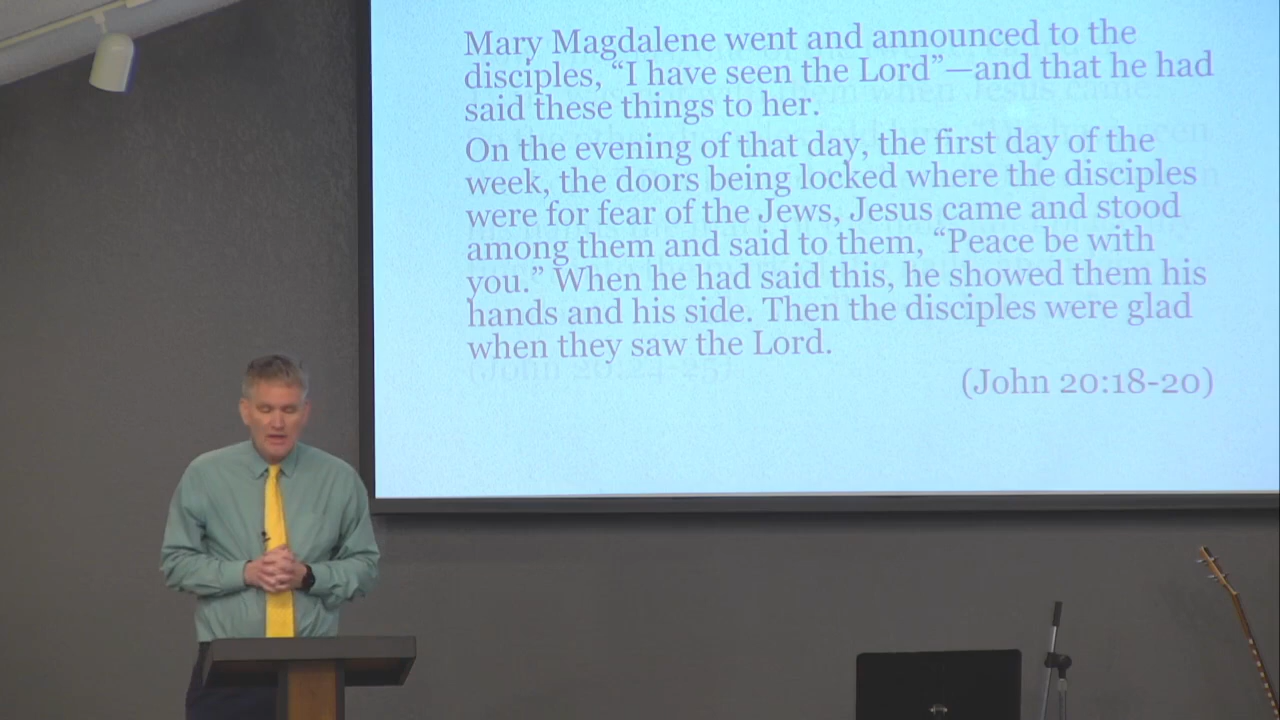 Mary Magdalene went and announced to the
disciples, “I have seen the Lord”—and that he had
said these things to her.
On the evening of that day, the first day of the
week, the doors being locked where the disciples
were for fear of the Jews, Jesus came and stood
among them and said to them, “Peace be with
you.” When he had said this, he showed them his
hands and his side. Then the disciples were glad
when they saw the Lord.
(John 20:18-20)